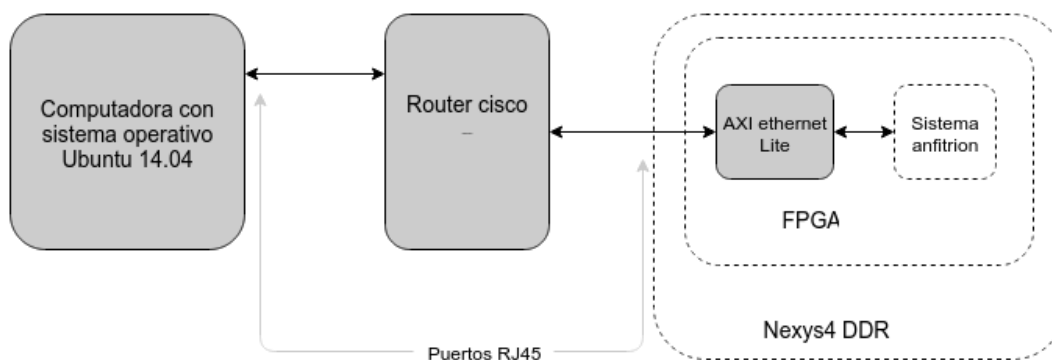 Computadora con
sistema operativo
Ubuntu 14.04
Router cisco
–
AXI ethernet
Lite
Sistema
anfitrion
FPGA
Nexys4 DDR
Puertos RJ45